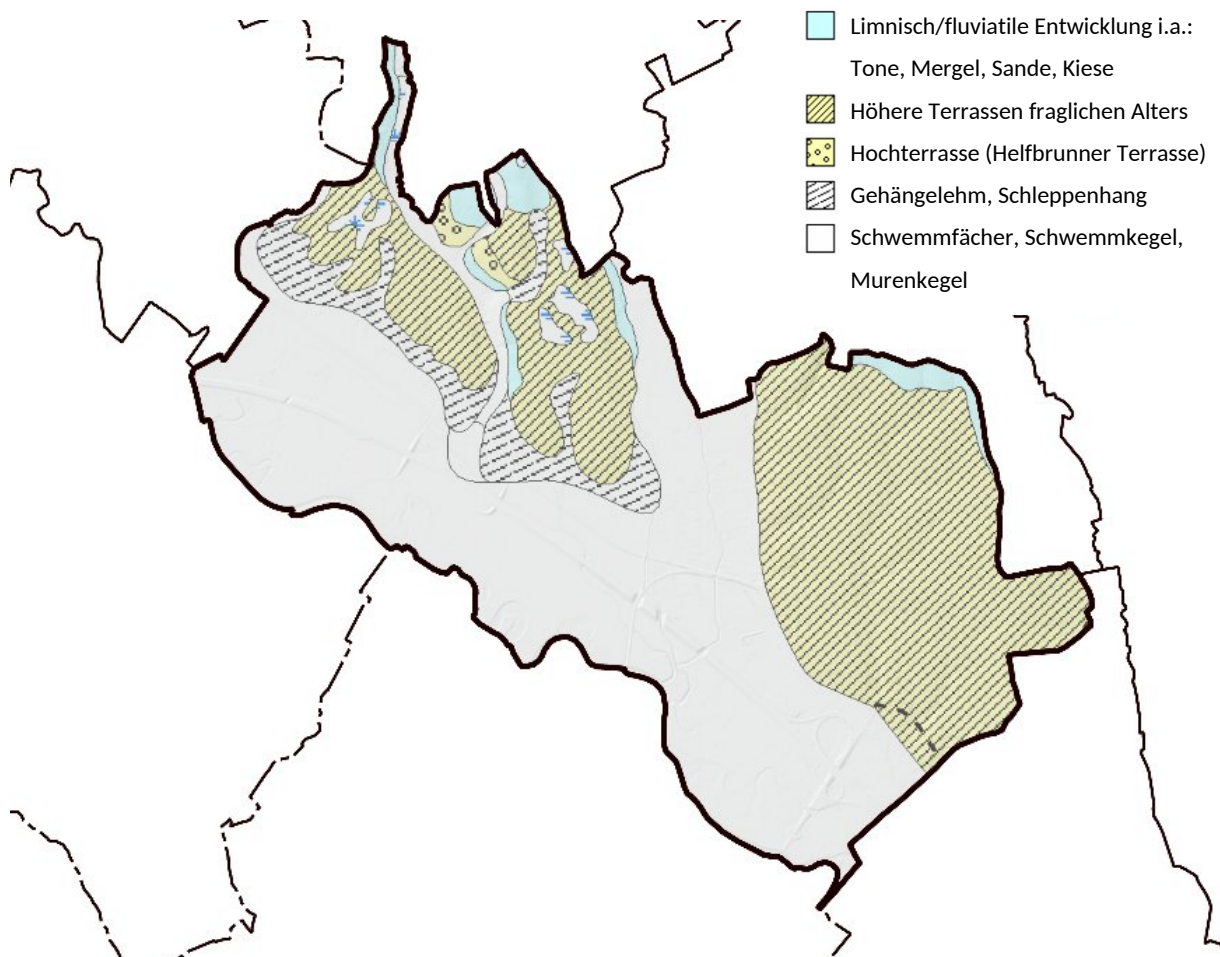 Limnisch/fluviatile Entwicklung i.a.:
Tone, Mergel, Sande, Kiese
Höhere Terrassen fraglichen Alters
Hochterrasse (Helfbrunner Terrasse)
Gehängelehm, Schleppenhang
Schwemmfächer, Schwemmkegel,
Murenkegel